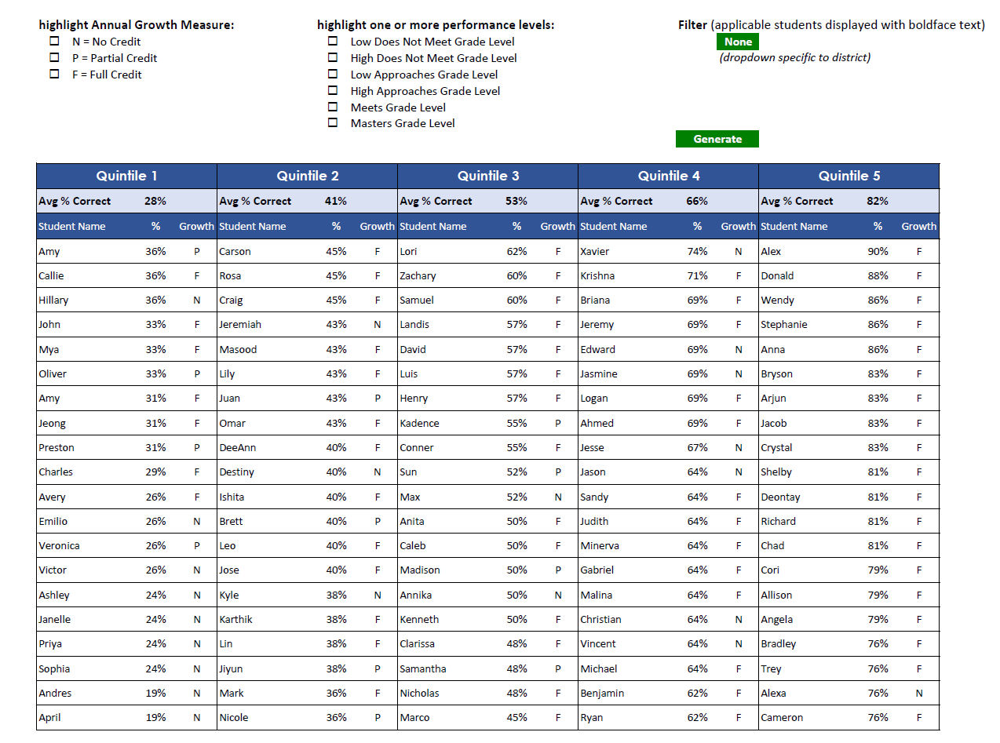 highlight Annual Growth Measure: highlight one or more performance levels: Filter (applicable students displayed with boldface text)
☐ N = No Credit ☐ Low Does Not Meet Grade Level None
☐ P = Partial Credit ☐ High Does Not Meet Grade Level (dropdown specific to district)
☐ F = Full Credit ☐ Low Approaches Grade Level
☐ High Approaches Grade Level
☐ Meets Grade Level
☐ Masters Grade Level
Generate
Quintile 1 Quintile 2 Quintile 3 Quintile 4 Quintile 5
Avg % Correct 28% Avg % Correct 41% Avg % Correct 53% Avg % Correct 66% Avg % Correct 82%
Student Name % Growth Student Name % Growth Student Name % Growth Student Name % Growth Student Name % Growth
Amy 36% P Carson 45% F Lori 62% F Xavier 74% N Alex 90% F
Callie 36% F Rosa 45% F Zachary 60% F Krishna 71% F Donald 88% F
Hillary 36% N Craig 45% F Samuel 60% F Briana 69% F Wendy 86% F
John 33% F Jeremiah 43% N Landis 57% F Jeremy 69% F Stephanie 86% F
Mya 33% F Masood 43% F David 57% F Edward 69% N Anna 86% F
Oliver 33% P Lily 43% F Luis 57% F Jasmine 69% N Bryson 83% F
Amy 31% F Juan 43% P Henry 57% F Logan 69% F Arjun 83% F
Jeong 31% F Omar 43% F Kadence 55% P Ahmed 69% F Jacob 83% F
Preston 31% P DeeAnn 40% F Conner 55% F Jesse 67% N Crystal 83% F
Charles 29% F Destiny 40% N Sun 52% P Jason 64% N Shelby 81% F
Avery 26% F Ishita 40% F Max 52% N Sandy 64% F Deontay 81% F
Emilio 26% N Brett 40% P Anita 50% F Judith 64% F Richard 81% F
Veronica 26% P Leo 40% F Caleb 50% F Minerva 64% F Chad 81% F
Victor 26% N Jose 40% F Madison 50% P Gabriel 64% F Cori 79% F
Ashley 24% N Kyle 38% N Annika 50% N Malina 64% F Allison 79% F
Janelle 24% N Karthik 38% F Kenneth 50% F Christian 64% N Angela 79% F
Priya 24% N Lin 38% F Clarissa 48% F Vincent 64% N Bradley 76% F
Sophia 24% N Jiyun 38% P Samantha 48% P Michael 64% F Trey 76% F
Andres 19% N Mark 36% F Nicholas 48% F Benjamin 62% F Alexa 76% N
April 19% N Nicole 36% P Marco 45% F Ryan 62% F Cameron 76% F